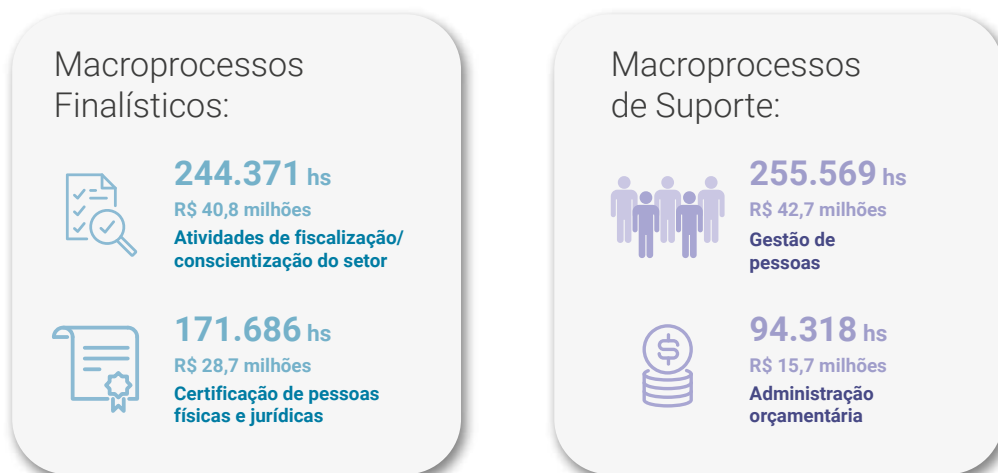 Macroprocessos
Finalísticos:
244.371 hs
R$ 40,8 milhões
Atividades de fiscalização/
conscientização do setor
171.686 hs
R$ 28,7 milhões
Certificação de pessoas
físicas e jurídicas
Macroprocessos
de Suporte:
255.569 hs
R$ 42,7 milhões
Gestão de
pessoas
$
94.318 hs
R$ 15,7 milhões
Administração
orçamentária